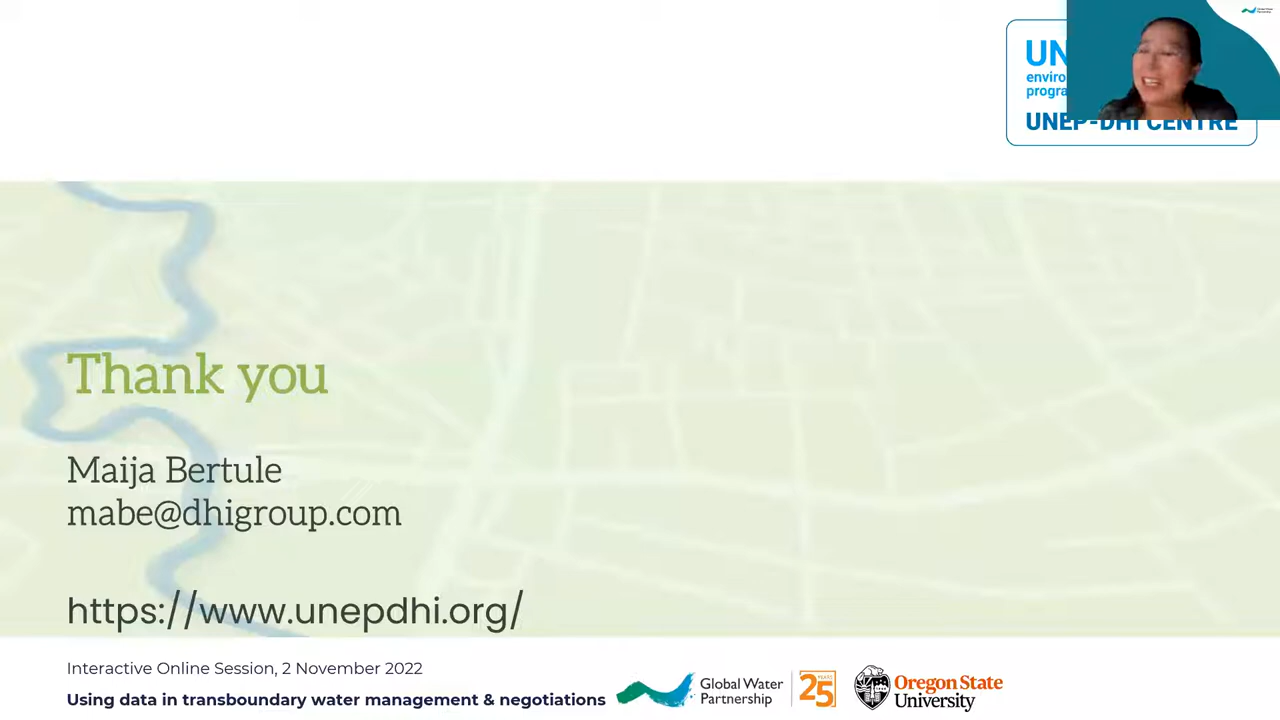 UN
enviro
progra
UNEP-DHI CENTRE
Thank you
Maija Bertule
mabe@dhigroup.com
https://www.unepdhi.org/
Interactive Online Session, 2 November 2022
Using data in transboundary water management & negotiations
Global Water
Partnership
YEARS
25
Oregon State
University